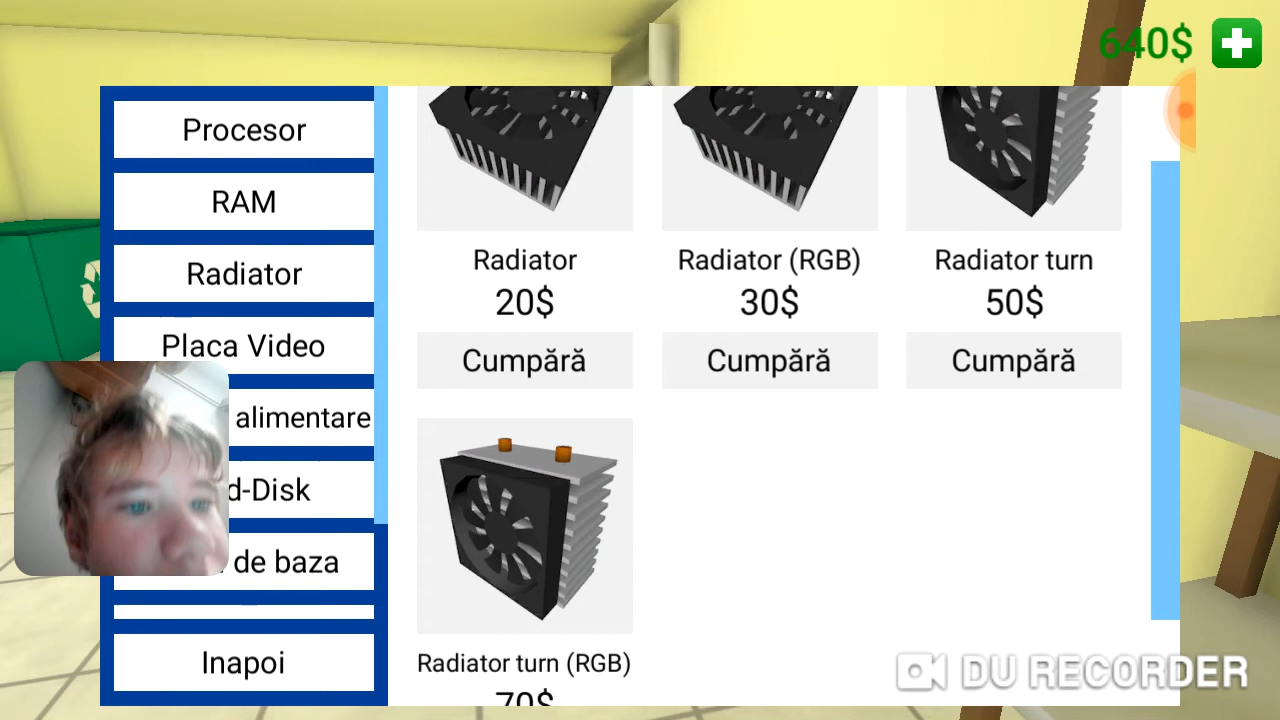 640$
Procesor
RAM
Radiator
Placa Video
alimentare
d-Disk
de baza
Inapoi
Radiator
20$
Cumpără
Radiator (RGB)
30$
Cumpără
Radiator turn
50$
Cumpără
Radiator turn (RGB)
70$
DU RECORDER